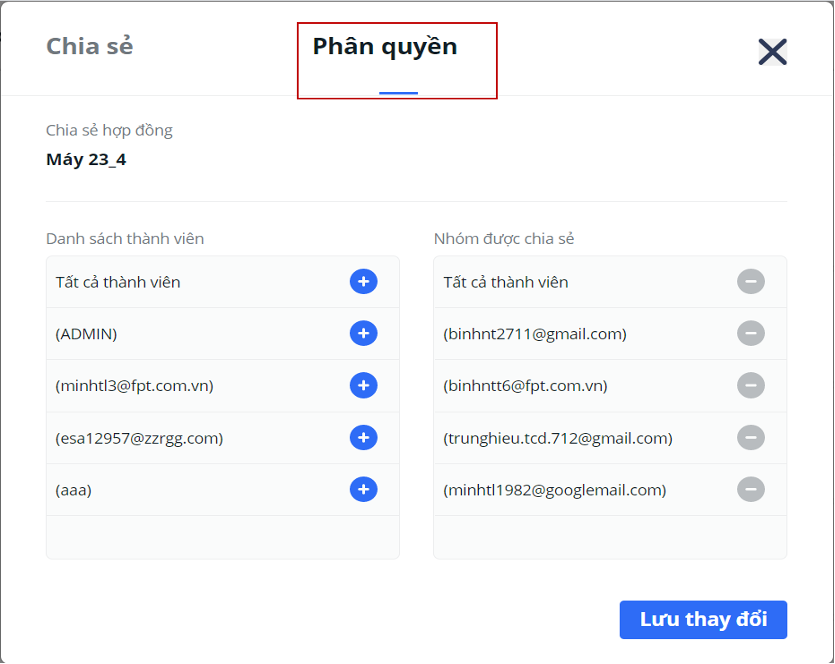 Chia sẻ
Phân quyền
Chia sẻ hợp đồng
Máy 23_4
Danh sách thành viên
Tất cả thành viên
(ADMIN)
(minhtl3@fpt.com.vn)
(esa12957@zzrgg.com)
(aaa)
Nhóm được chia sẻ
Tất cả thành viên
(binhnt2711@gmail.com)
(binhntt6@fpt.com.vn)
(trunghieu.tcd.712@gmail.com)
(minhtl1982@googlemail.com)
Lưu thay đổi